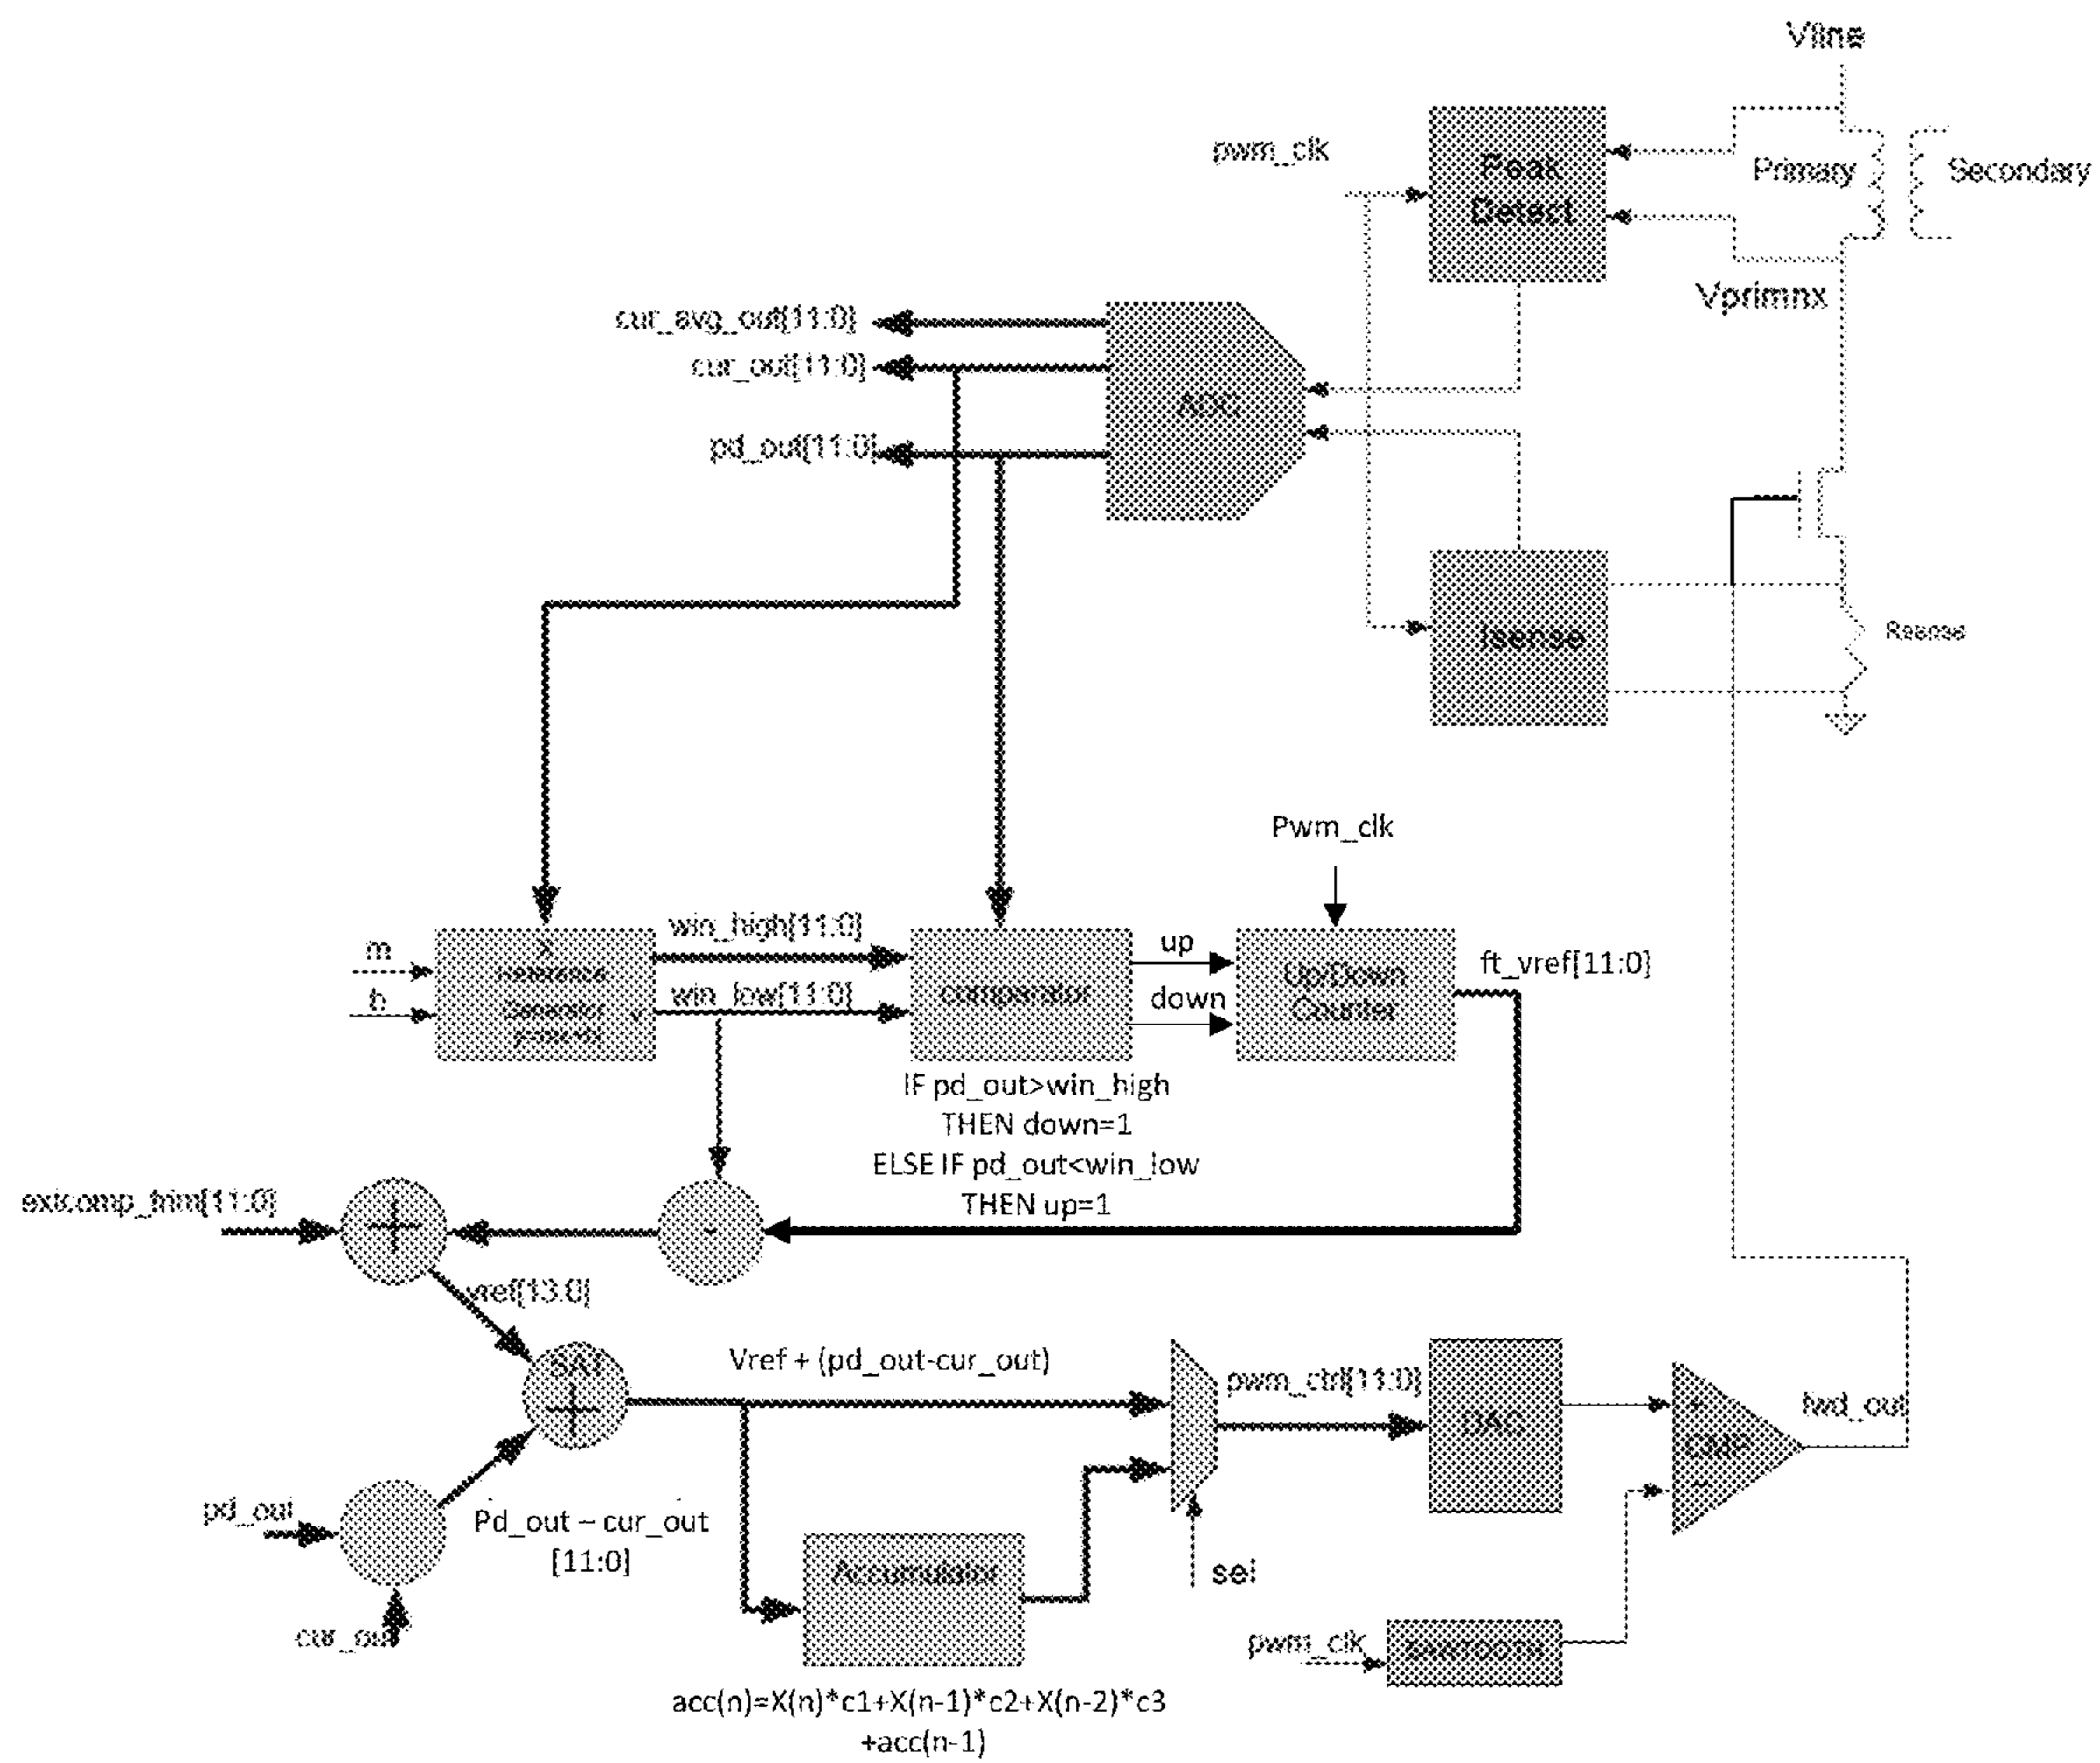 Vline
pwm_clk
Peak
Detect
Primary
Secondary
Vprimnx
cur_avg_out[11:0]
cur_out[11:0]
ADC
pd_out[11:0]
Isense
Rsense
Pwm_clk
m
b
X
Reference
Generator
win_high[11:0]
win_low[11:0]
comparator
up
down
Up/Down
Counter
ft_vref[11:0]
IF pd_out>win_high
THEN down=1
ELSE IF pd_out<win_low
THEN up=1
+
-
vref[13:0]
SAT
+
Vref + (pd_out-cur_out)
pwm_ctrl[11:0]
DAC
+
CMP
-
fwd_out
pd_out
Pd_out – cur_out
[11:0]
cur_out
Accumulator
sel
pwm_clk
SAWTOOTH
acc(n)=X(n)*c1+X(n-1)*c2+X(n-2)*c3
+acc(n-1)